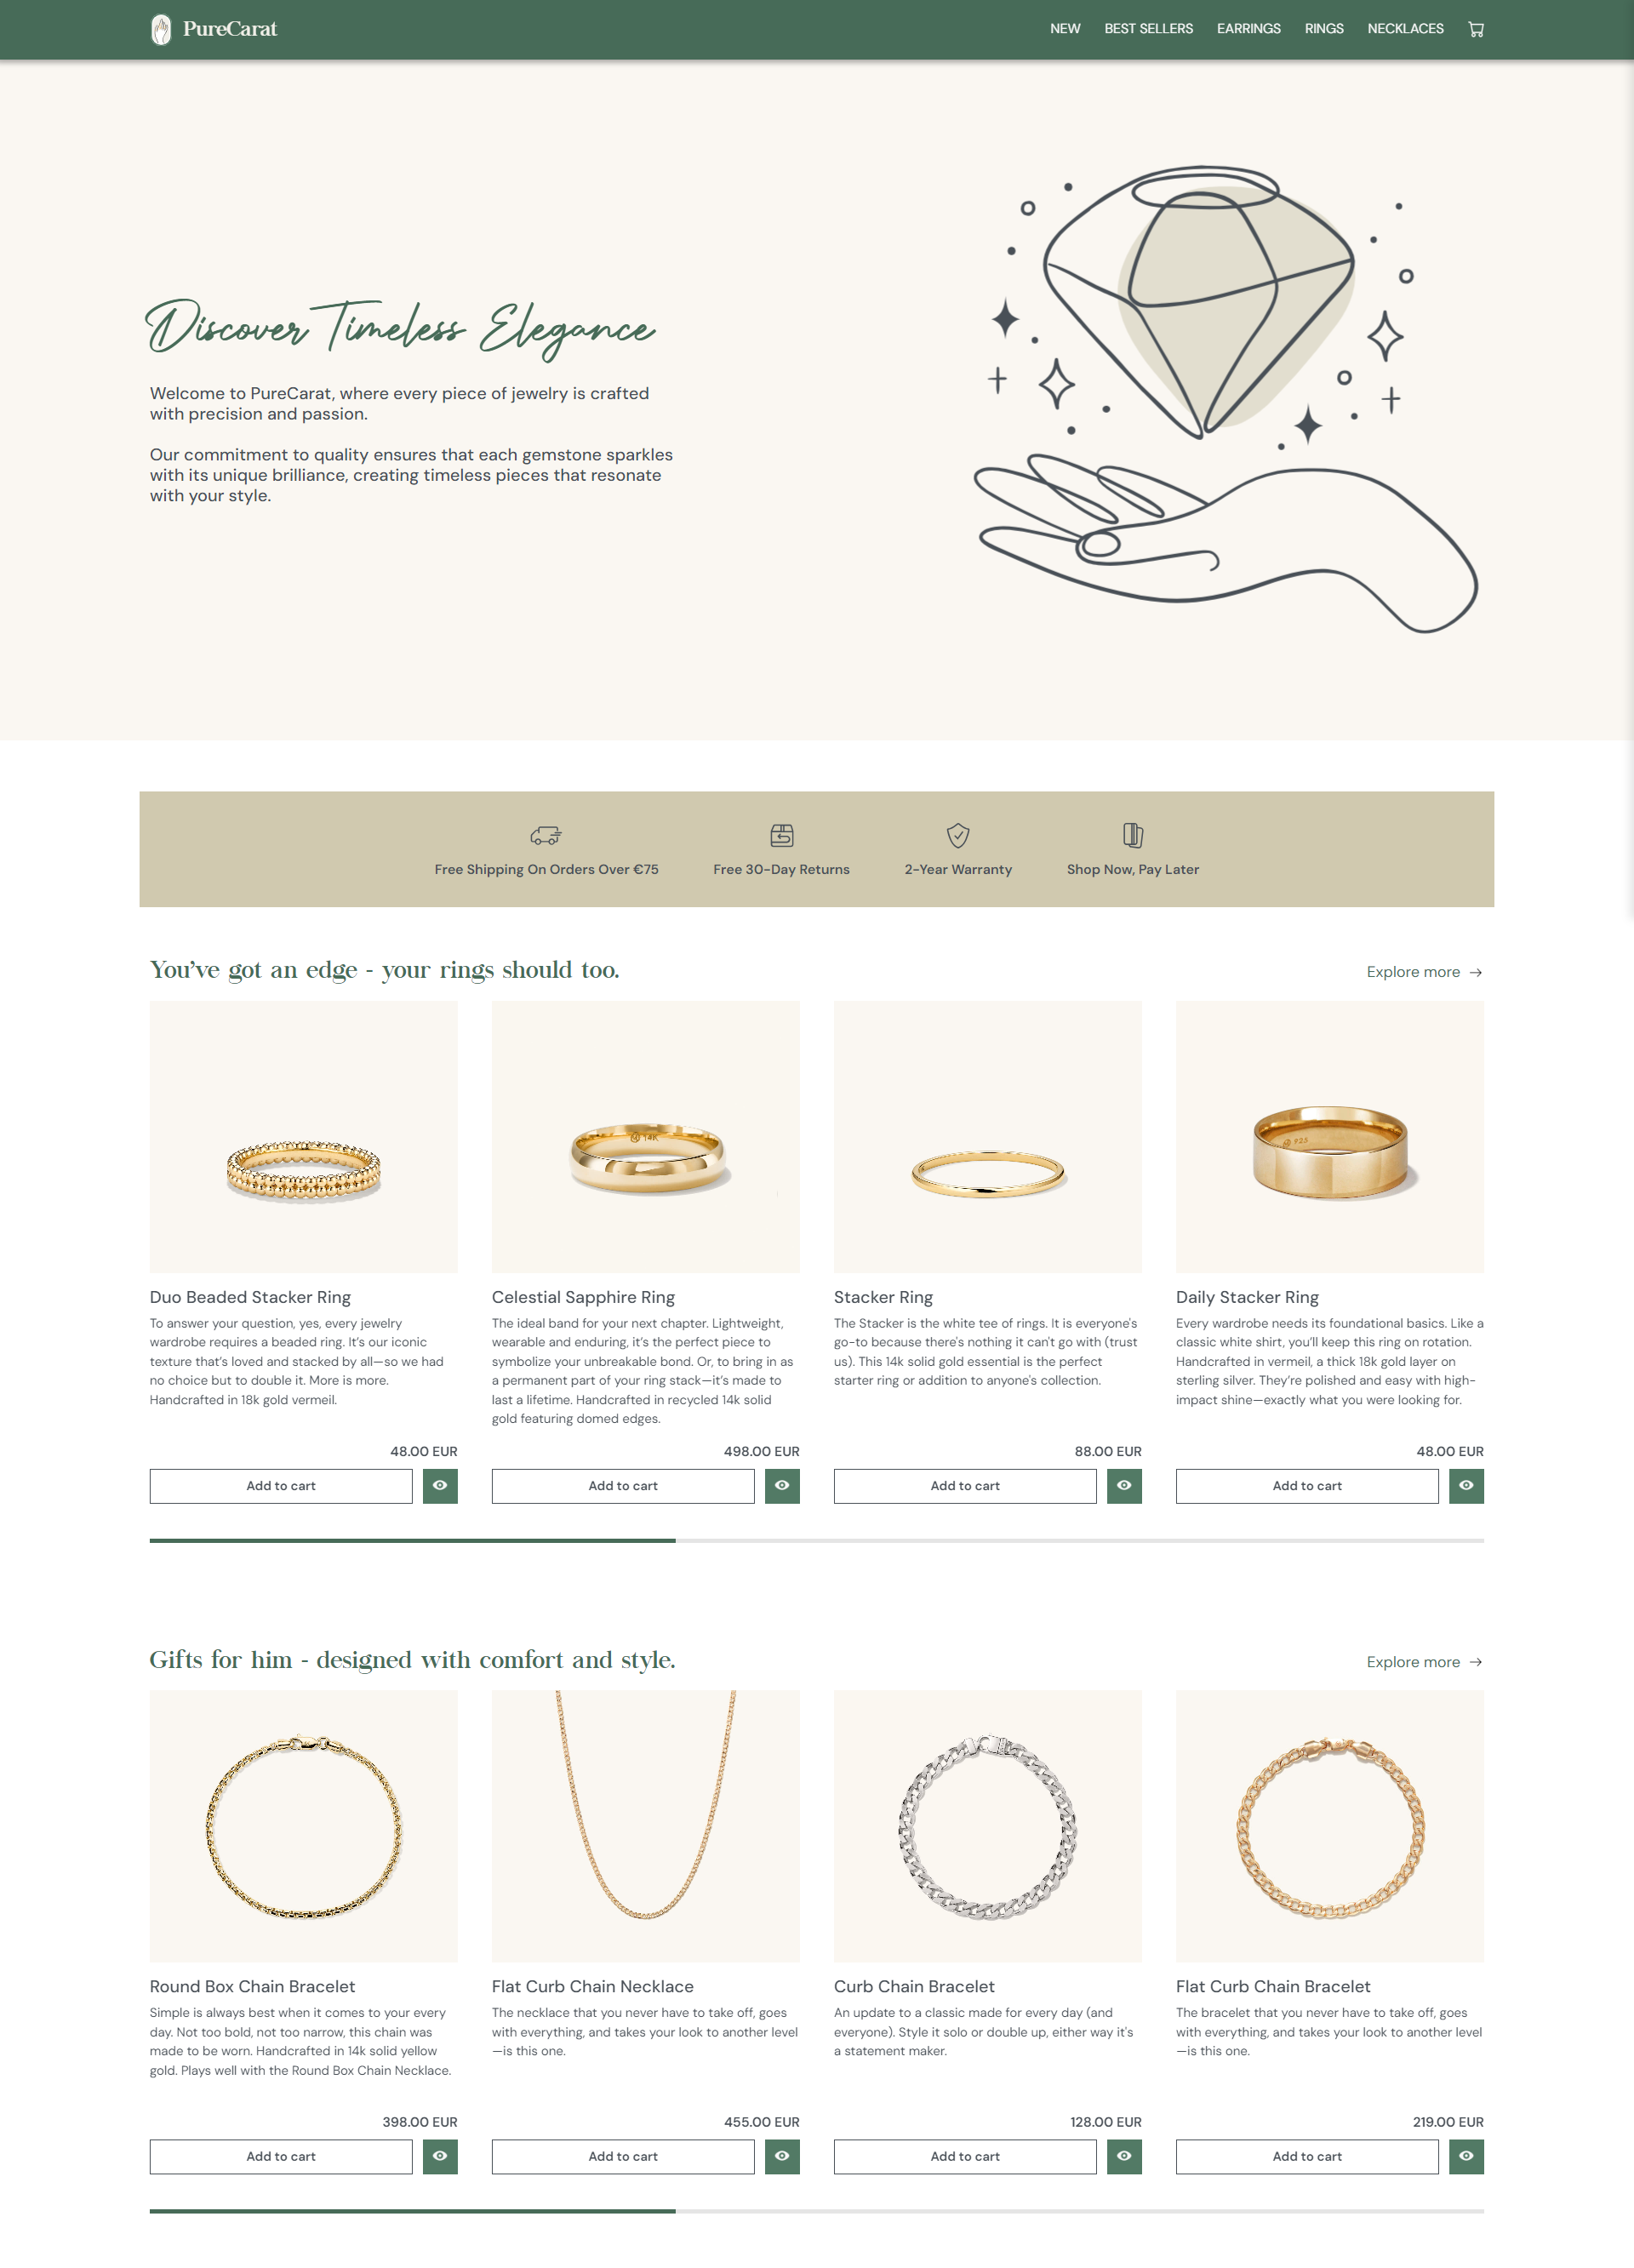 PureCarat
NEW BEST SELLERS EARRINGS RINGS NECKLACES
Discover Timeless Elegance
Welcome to PureCarat, where every piece of jewelry is crafted
with precision and passion.
Our commitment to quality ensures that each gemstone sparkles
with its unique brilliance, creating timeless pieces that resonate
with your style.
Free Shipping On Orders Over €75
Free 30-Day Returns
2-Year Warranty
Shop Now, Pay Later
You’ve got an edge - your rings should too.
Explore more
14K
925
Duo Beaded Stacker Ring
To answer your question, yes, every jewelry
wardrobe requires a beaded ring. It’s our iconic
texture that’s loved and stacked by all—so we had
no choice but to double it. More is more.
Handcrafted in 18k gold vermeil.
48.00 EUR
Add to cart
Celestial Sapphire Ring
The ideal band for your next chapter. Lightweight,
wearable and enduring, it’s the perfect piece to
symbolize your unbreakable bond. Or, to bring in as
a permanent part of your ring stack—it’s made to
last a lifetime. Handcrafted in recycled 14k solid
gold featuring domed edges.
498.00 EUR
Add to cart
Stacker Ring
The Stacker is the white tee of rings. It is everyone's
go-to because there's nothing it can't go with (trust
us). This 14k solid gold essential is the perfect
starter ring or addition to anyone's collection.
88.00 EUR
Add to cart
Daily Stacker Ring
Every wardrobe needs its foundational basics. Like a
classic white shirt, you’ll keep this ring on rotation.
Handcrafted in vermeil, a thick 18k gold layer on
sterling silver. They’re polished and easy with high-
impact shine—exactly what you were looking for.
48.00 EUR
Add to cart
Gifts for him - designed with comfort and style.
Explore more
Round Box Chain Bracelet
Simple is always best when it comes to your every
day. Not too bold, not too narrow, this chain was
made to be worn. Handcrafted in 14k solid yellow
gold. Plays well with the Round Box Chain Necklace.
398.00 EUR
Add to cart
Flat Curb Chain Necklace
The necklace that you never have to take off, goes
with everything, and takes your look to another level
—is this one.
455.00 EUR
Add to cart
Curb Chain Bracelet
An update to a classic made for every day (and
everyone). Style it solo or double up, either way it's
a statement maker.
128.00 EUR
Add to cart
Flat Curb Chain Bracelet
The bracelet that you never have to take off, goes
with everything, and takes your look to another level
—is this one.
219.00 EUR
Add to cart